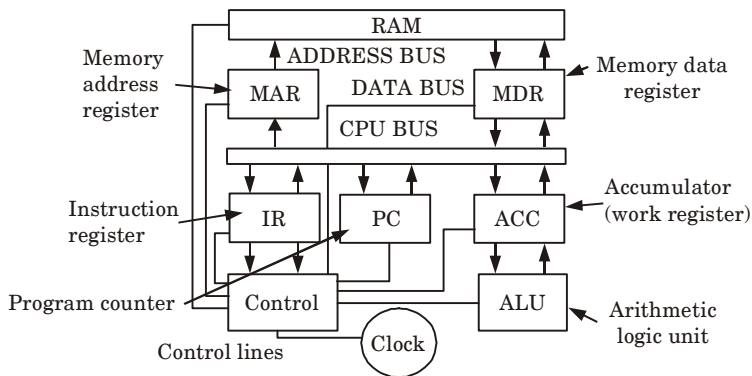 RAM
ADDRESS BUS
Memory
address
register
MAR
DATA BUS
MDR
Memory data
register
CPU BUS
Instruction
register
IR
PC
ACC
Accumulator
(work register)
Program counter
Control
ALU
Arithmetic
logic unit
Control lines
Clock